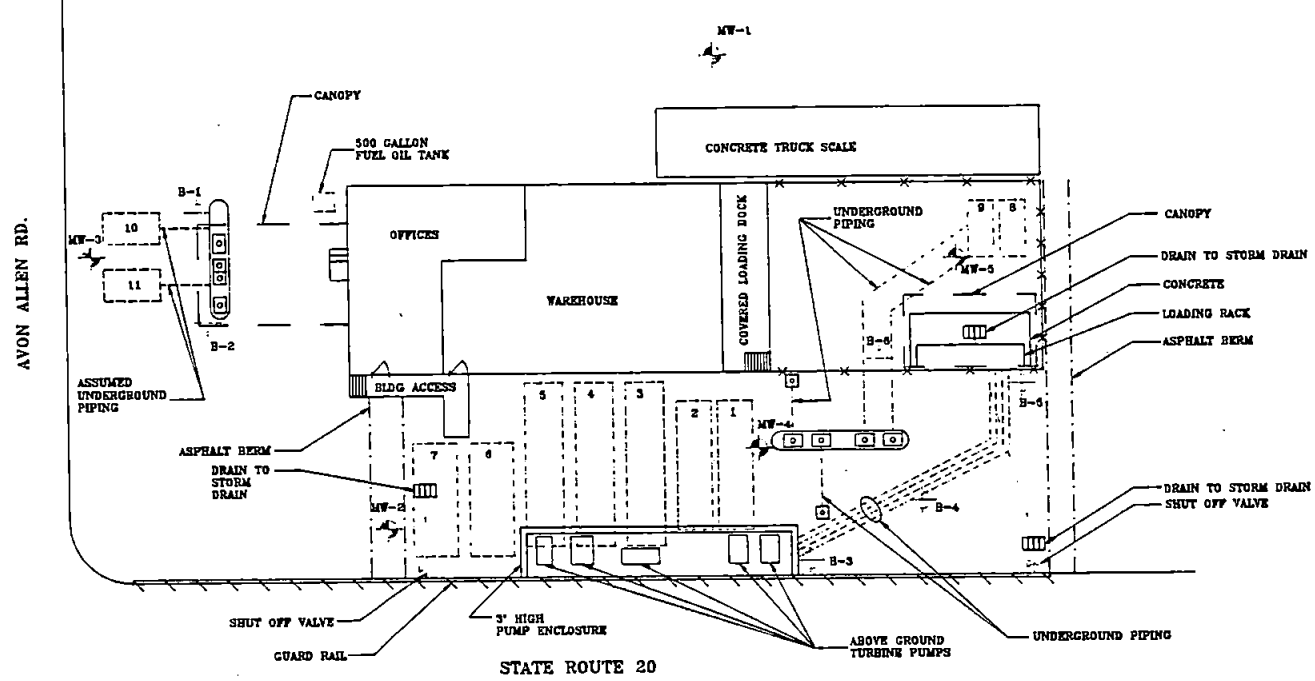 MW-1
CANOPY
500 GALLON
FUEL OIL TANK
CONCRETE TRUCK SCALE
B-1
10
MW-3
11
B-2
AVON ALLEN RD.
OFFICES
WAREHOUSE
COVERED LOADING DOCK
UNDERGROUND
PIPING
9
8
MW-5
CANOPY
DRAIN TO STORM DRAIN
CONCRETE
LOADING RACK
ASPHALT BERM
B-6
B-5
ASSUMED
UNDERGROUND
PIPING
BLDG ACCESS
5
4
3
2
1
MW-4
ASPHALT BERM
DRAIN TO
STORM
DRAIN
7
6
MW-2
B-4
DRAIN TO STORM DRAIN
SHUT OFF VALVE
B-3
SHUT OFF VALVE
3' HIGH
PUMP ENCLOSURE
GUARD RAIL
ABOVE GROUND
TURBINE PUMPS
UNDERGROUND PIPING
STATE ROUTE 20